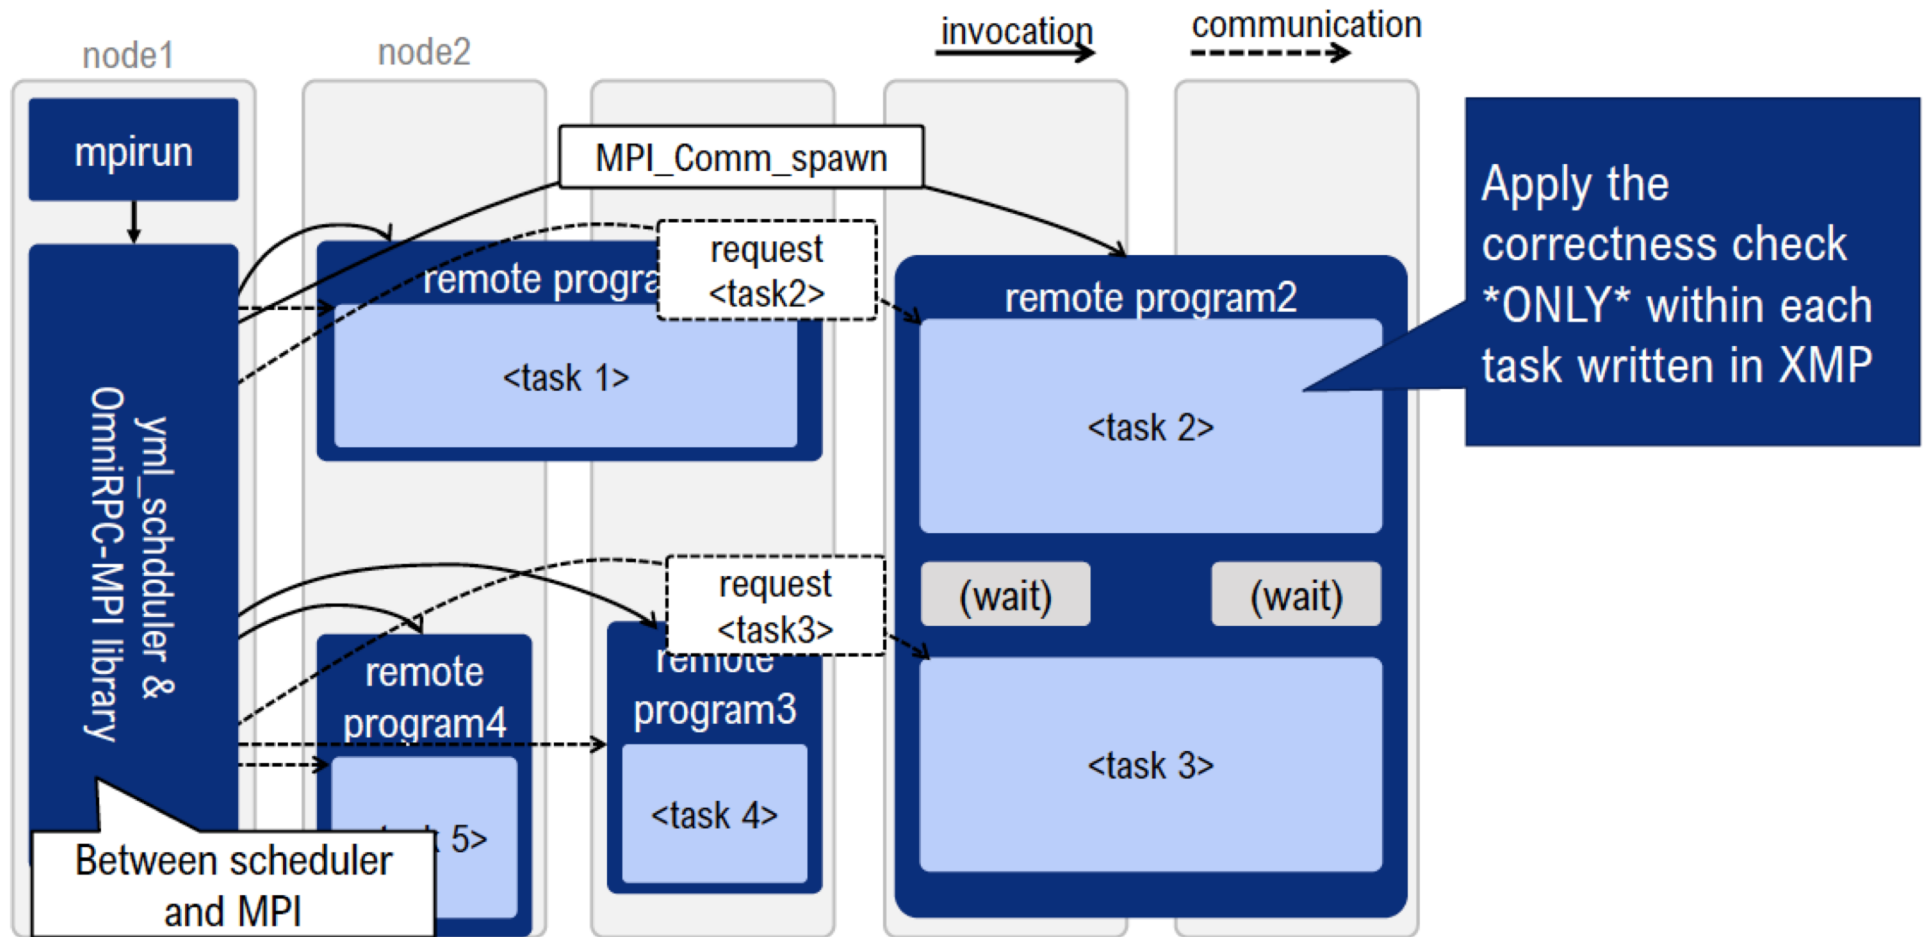 node1
node2
invocation
communication
mpirun
MPI_Comm_spawn
request
<task2>
remote progra
<task 1>
remote program2
<task 2>
Apply the
correctness check
*ONLY* within each
task written in XMP
yml_schdduler &
OmniRPC-MPI library
request
<task3>
(wait)
(wait)
remote
program4
remote
program3
<task 3>
<task 4>
5>
Between scheduler
and MPI